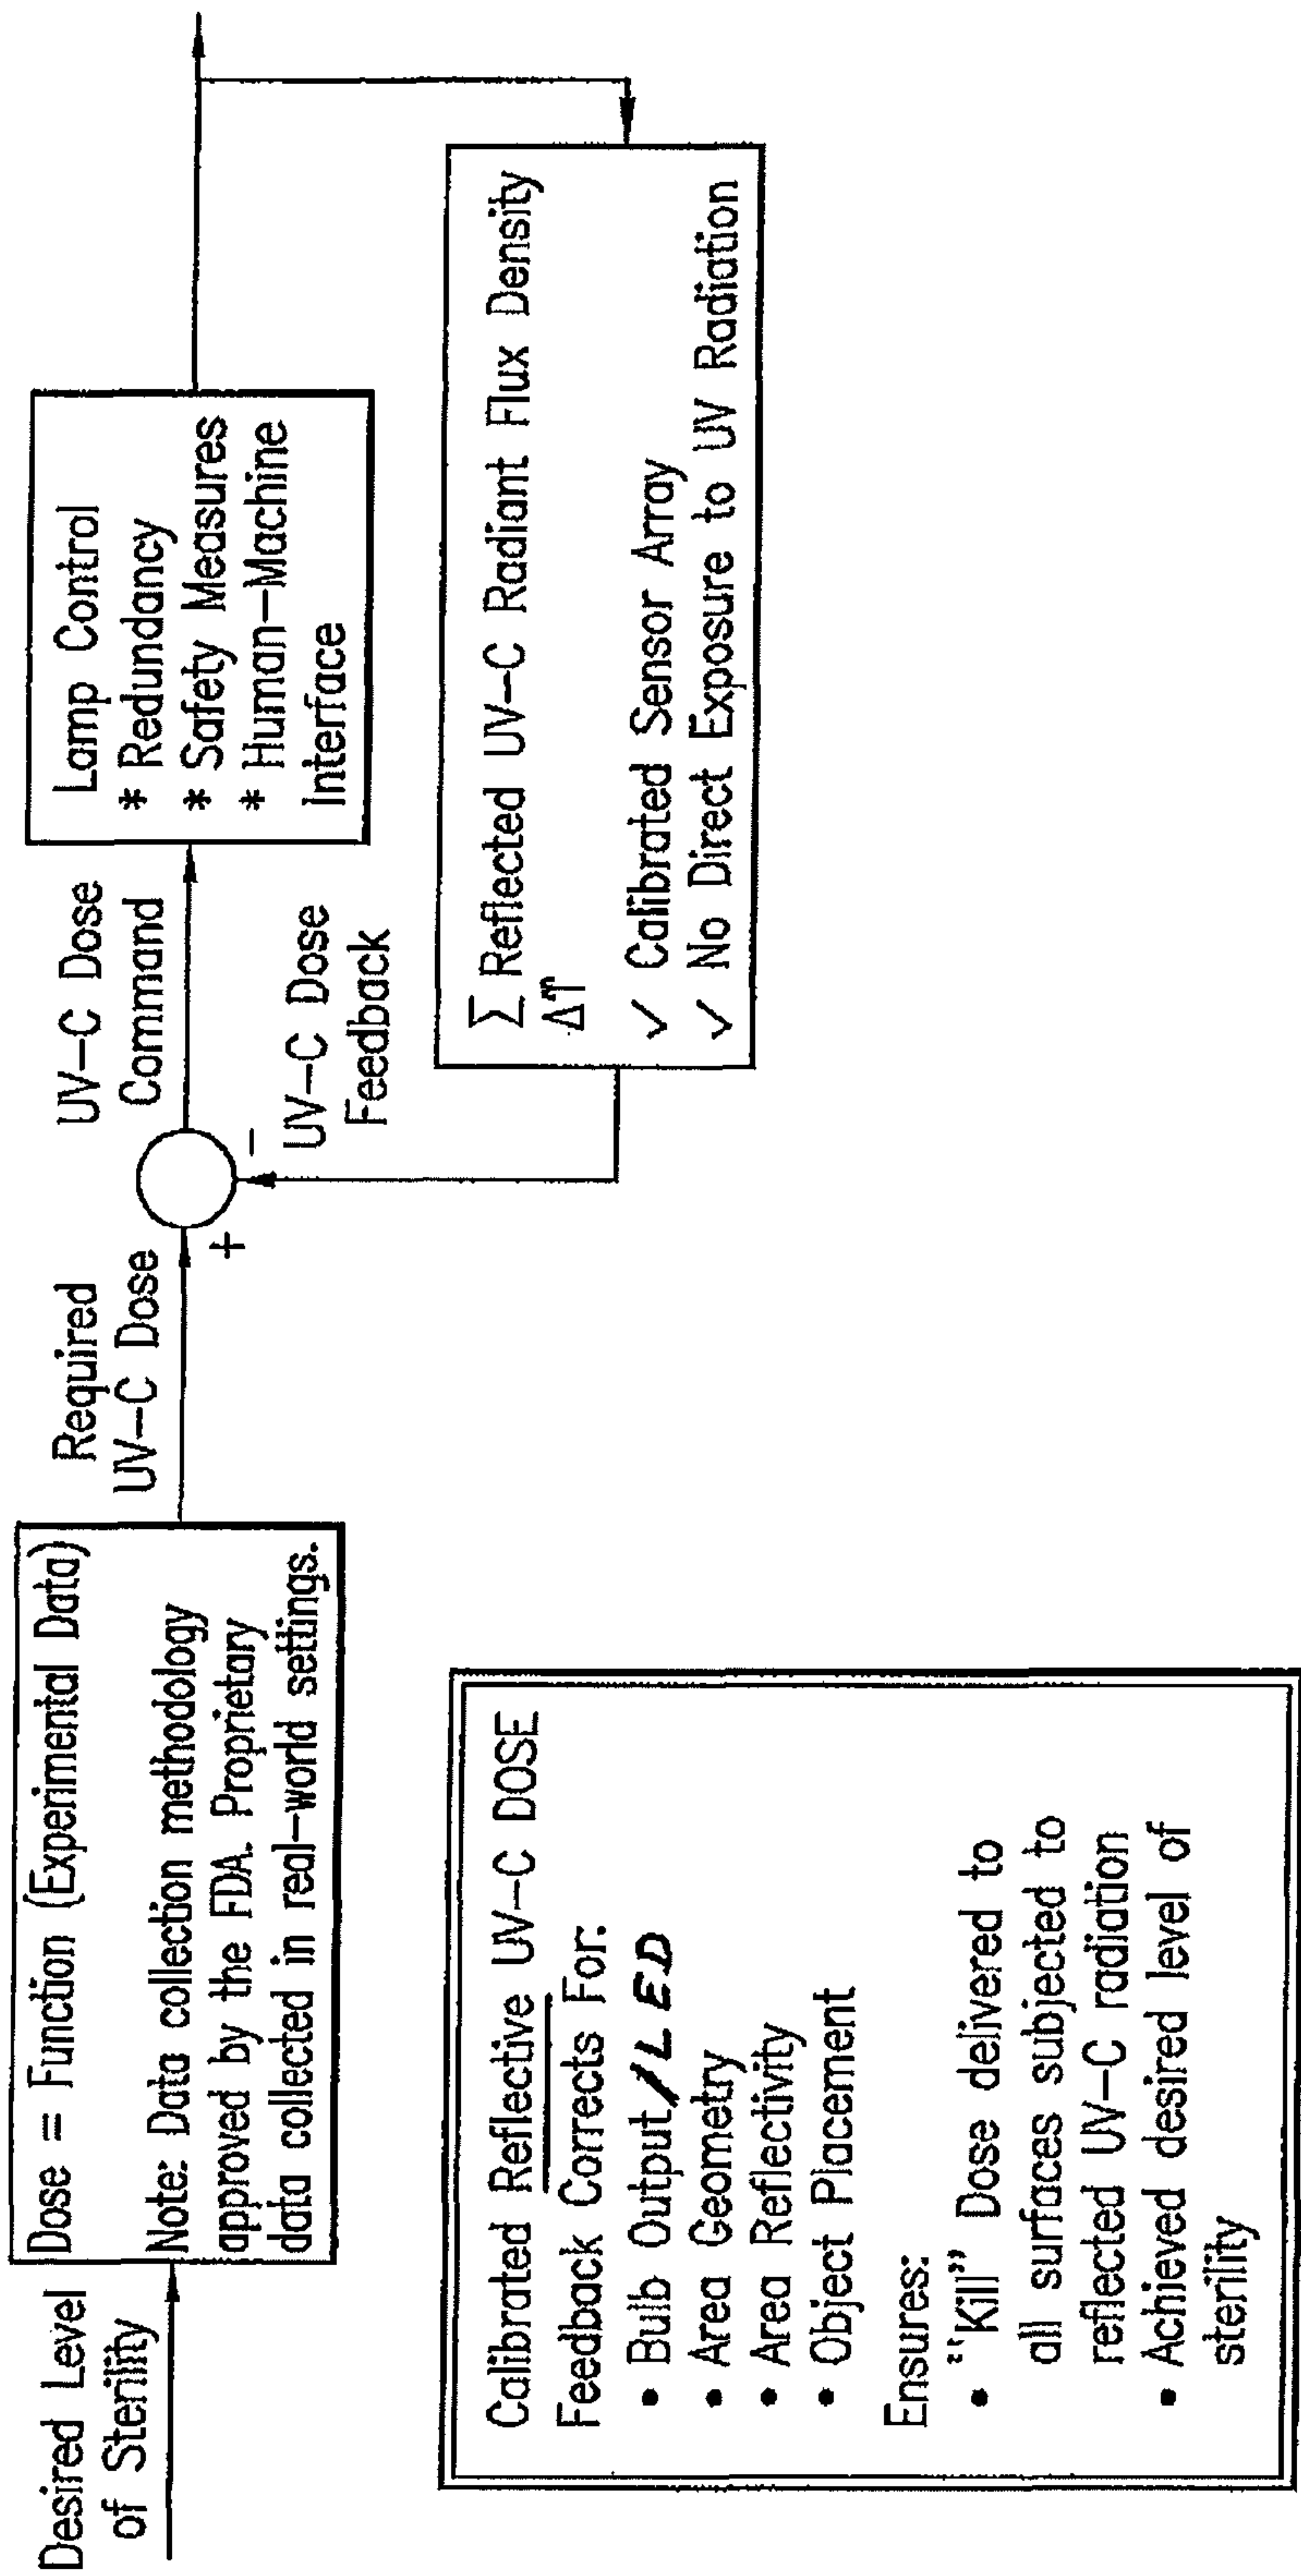 Desired Level
of Sterility
Dose = Function (Experimental Data)
Note: Data collection methodology
approved by the FDA. Proprietary
data collected in real-world settings.
Required
UV-C Dose
+
-
UV-C Dose
Command
UV-C Dose
Feedback
Lamp Control
* Redundancy
* Safety Measures
* Human-Machine
Interface
∑ Reflected UV-C Radiant Flux Density
ΔT
✓ Calibrated Sensor Array
✓ No Direct Exposure to UV Radiation
Calibrated Reflective UV-C DOSE
Feedback Corrects For:
• Bulb Output/LED
• Area Geometry
• Area Reflectivity
• Object Placement
Ensures:
• "Kill" Dose delivered to
all surfaces subjected to
reflected UV-C radiation
• Achieved desired level of
sterility